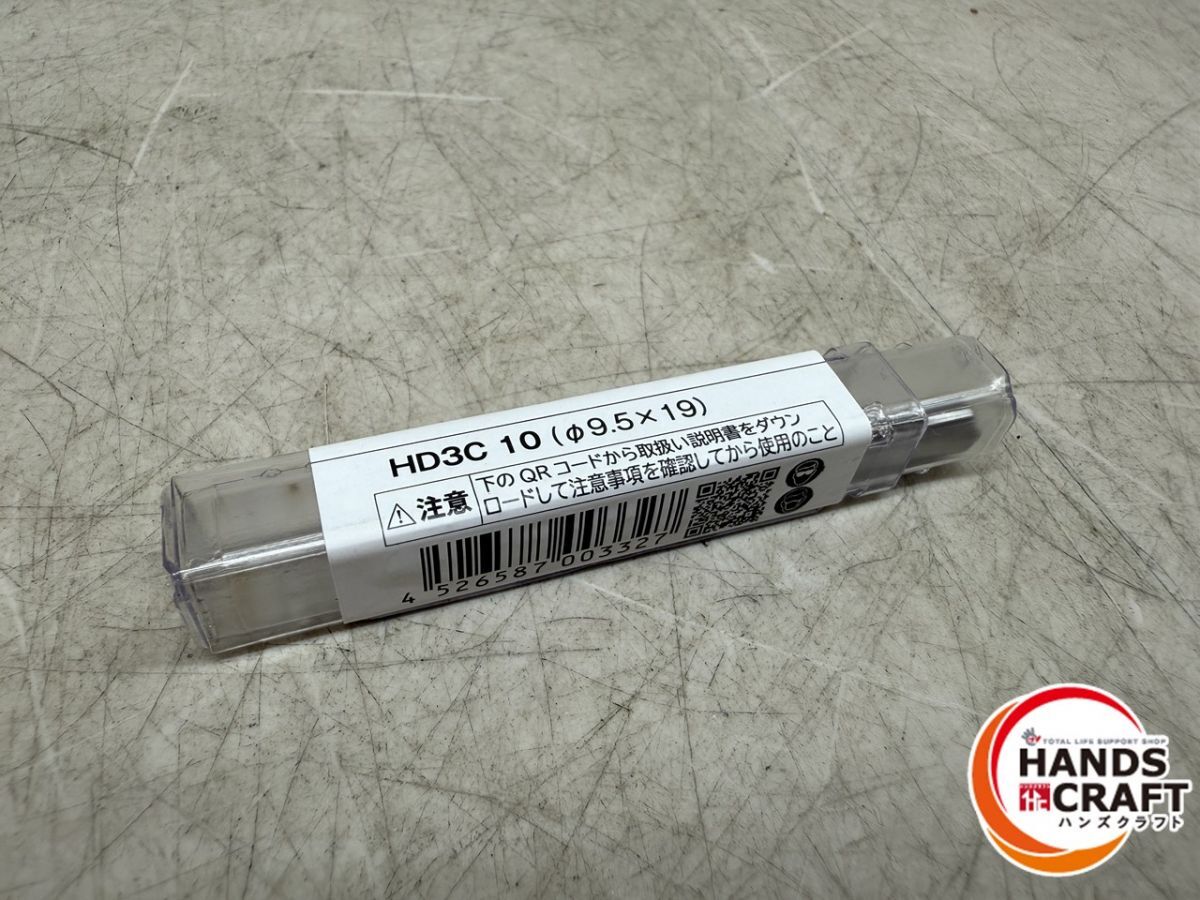 HD3C 10 (φ9.5×19)
⚠注意
下のQRコードから取扱い説明書をダウン
ロードして注意事項を確認してから使用のこと
4 526587 003327
TOTAL LIFE SUPPORT SHOP
HANDS
CRAFT
ハンズクラフト